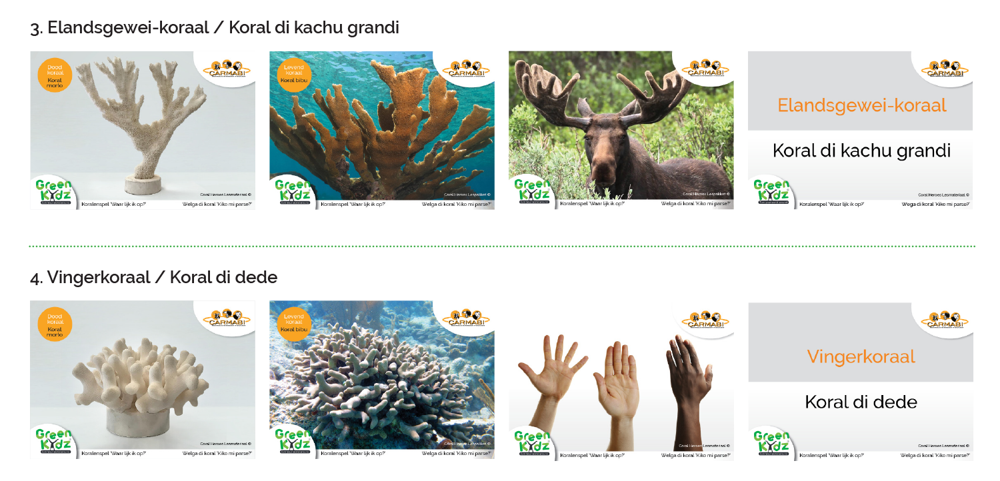 3. Elandsgewei-koraal / Koral di kachu grandi
Dood
koraal
Koral
morto
CARMABI
Green
Kidz
Coral Heroes Lesmateriaal ©
Koralenspel 'Waar lijk ik op?'
Welga di koral 'Kiko mi parse?'
Levend
koraal
Koral bibu
CARMABI
Green
Kidz
Coral Heroes Lespakket ©
Koralenspel 'Waar lijk ik op?'
Welga di koral 'Kiko mi parse?'
CARMABI
Green
Kidz
Coral Heroes Lespakket ©
Koralenspel 'Waar lijk ik op?'
Welga di koral 'Kiko mi parse?'
CARMABI
Elandsgewei-koraal
Koral di kachu grandi
Green
Kidz
Coral Heroes Lesmateriaal ©
Koralenspel 'Waar lijk ik op?'
Wega di koral 'Kiko mi parse?'
4. Vingerkoraal / Koral di dede
Dood
koraal
Koral
morto
CARMABI
Green
Kidz
Coral Heroes Lesmateriaal ©
Koralenspel 'Waar lijk ik op?'
Welga di koral 'Kiko mi parse?'
Levend
koraal
Koral bibu
CARMABI
Green
Kidz
Coral Heroes Lespakket ©
Koralenspel 'Waar lijk ik op?'
Welga di koral 'Kiko mi parse?'
CARMABI
Green
Kidz
Coral Heroes Lesmateriaal ©
Koralenspel 'Waar lijk ik op?'
Welga di koral 'Kiko mi parse?'
CARMABI
Vingerkoraal
Koral di dede
Green
Kidz
Coral Heroes Lesmateriaal ©
Koralenspel 'Waar lijk ik op?'
Welga di koral 'Kiko mi parse?'